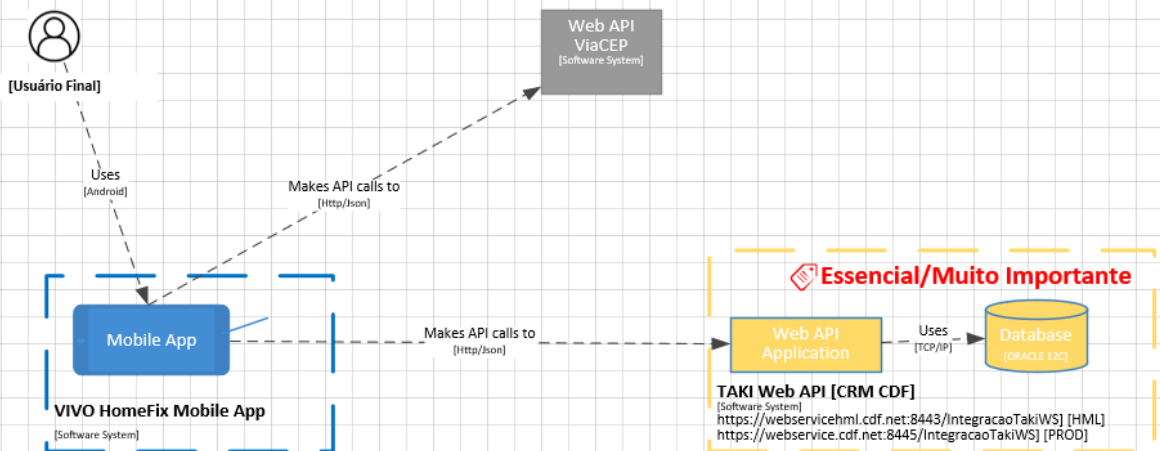 Web API
ViaCEP
[Software System]
[Usuário Final]
Uses
[Android]
Makes API calls to
[Http/Json]
Essencial/Muito Importante
Mobile App
Makes API calls to
[Http/Json]
Web API
Application
Uses
[TCP/IP]
Database
[ORACLE 12C]
VIVO HomeFix Mobile App
[Software System]
TAKI Web API [CRM CDF]
[Software System]
https://webservicehml.cdf.net:8443/IntegracaoTakiWS] [HML]
https://webservice.cdf.net:8445/IntegracaoTakiWS] [PROD]